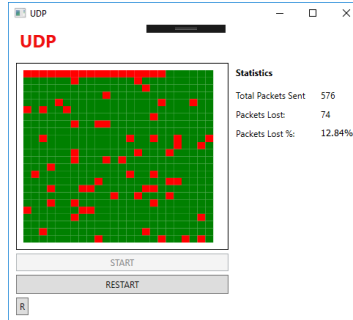 UDP
UDP
Statistics
Total Packets Sent 576
Packets Lost: 74
Packets Lost %: 12.84%
START
RESTART
R